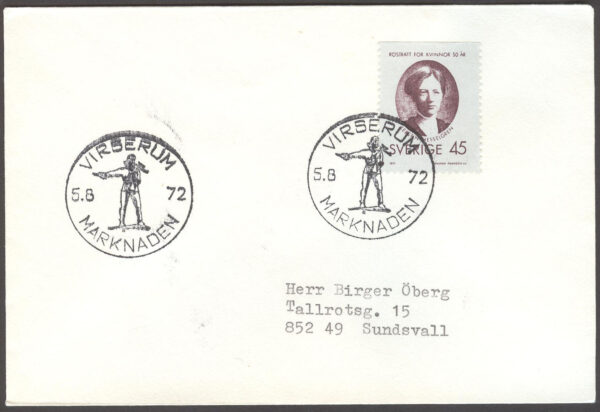 RÖSTRÄTT FÖR KVINNOR 50 ÅR
SVERIGE 45
VIRSERUM
5.8 72
MARKNADEN
VIRSERUM
5.8 72
MARKNADEN
Herr Birger Öberg
Tallrotsg. 15
852 49 Sundsvall